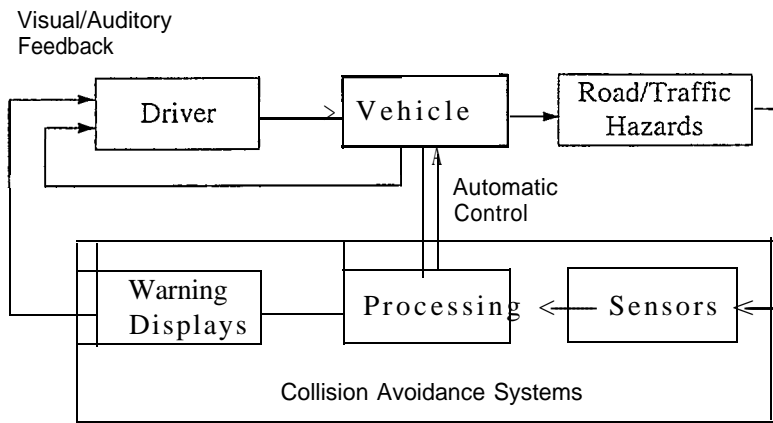 Visual/Auditory
Feedback
Driver
Vehicle
Road/Traffic
Hazards
Automatic
Control
Warning
Displays
Processing
Sensors
Collision Avoidance Systems